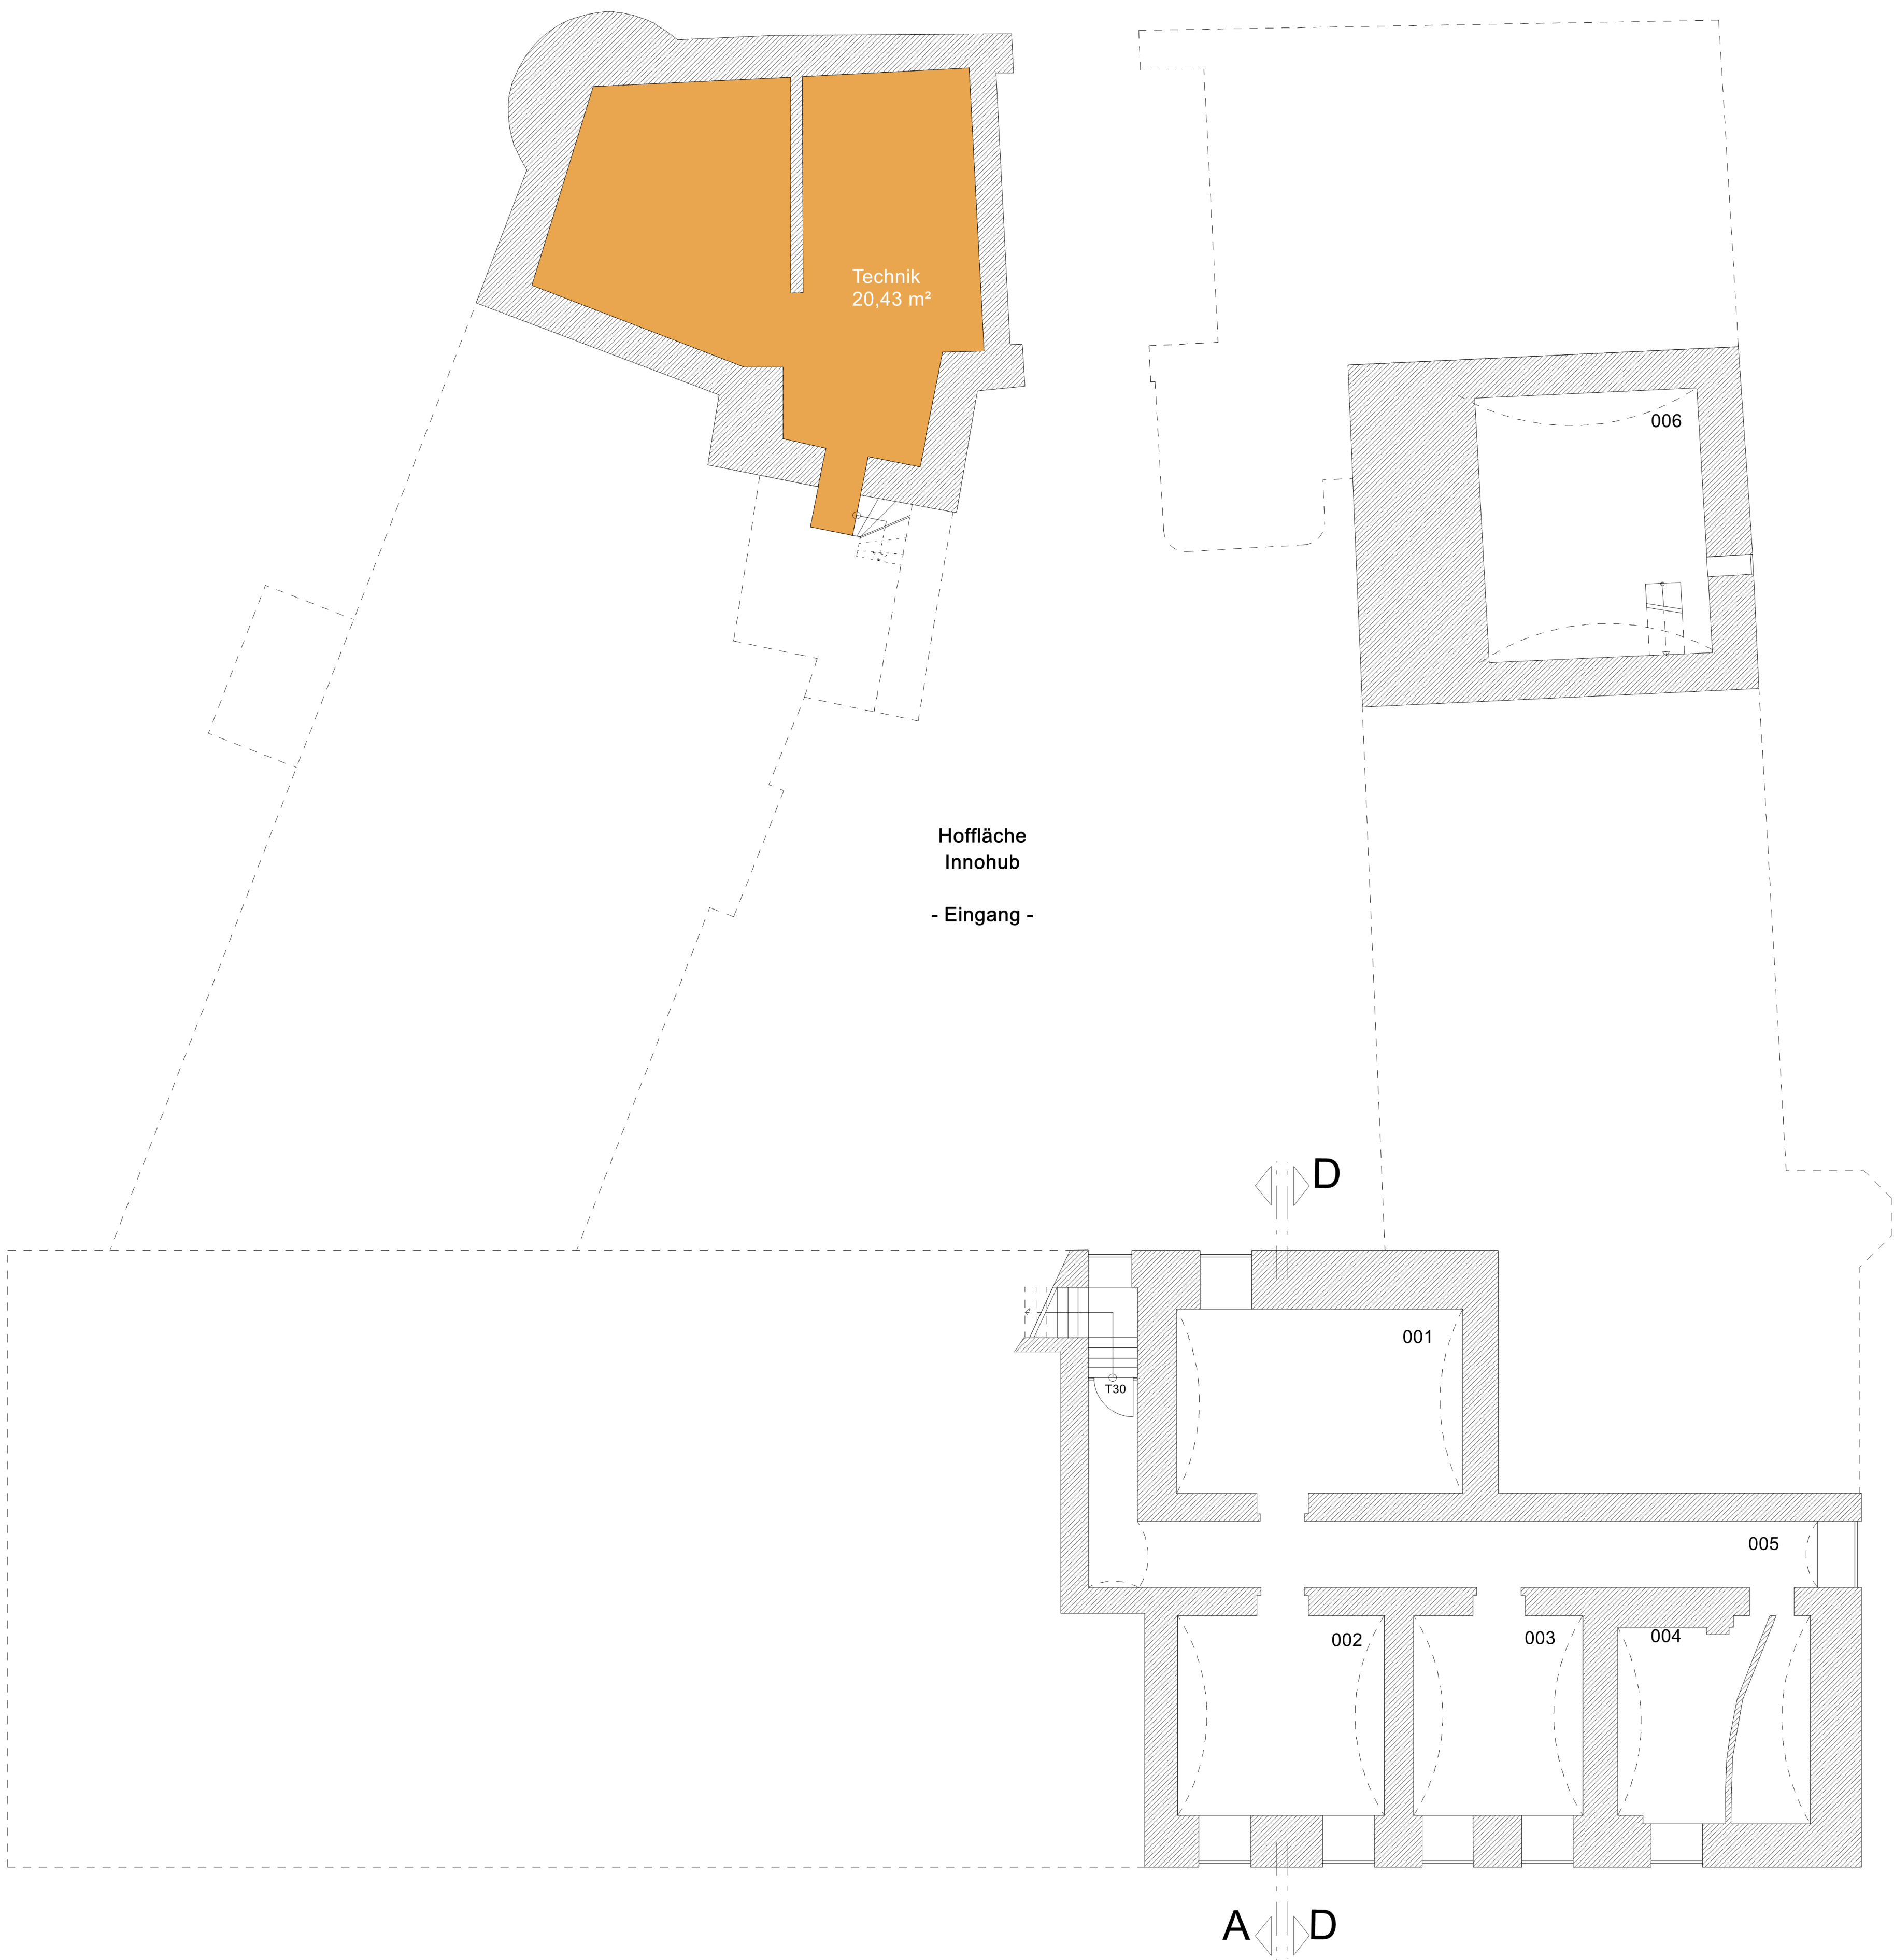 Technik
20,43 m²
006
Hoffläche
Innohub
- Eingang -
D
001
T30
005
002
003
004
A
D